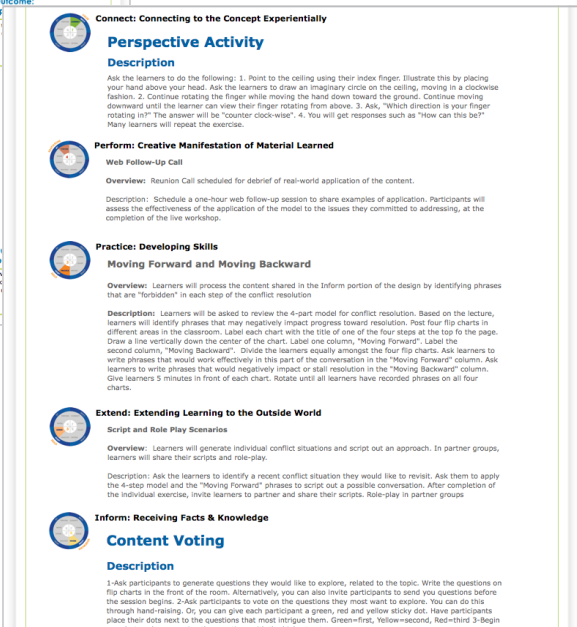 utcome:
Connect: Connecting to the Concept Experientially
Perspective Activity
Description
Ask the learners to do the following: 1. Point to the ceiling using their index finger. Illustrate this by placing
your hand above your head. Ask the learners to draw an imaginary circle on the ceiling, moving in a clockwise
fashion. 2. Continue rotating the finger while moving the hand down toward the ground. Continue moving
downward until the learner can view their finger rotating from above. 3. Ask, "Which direction is your finger
rotating in?" The answer will be "counter clock-wise". 4. You will get responses such as "How can this be?"
Many learners will repeat the exercise.
Perform: Creative Manifestation of Material Learned
Web Follow-Up Call
Overview: Reunion Call scheduled for debrief of real-world application of the content.
Description: Schedule a one-hour web follow-up session to share examples of application. Participants will
assess the effectiveness of the application of the model to the issues they committed to addressing, at the
completion of the live workshop.
Practice: Developing Skills
Moving Forward and Moving Backward
Overview: Learners will process the content shared in the Inform portion of the design by identifying phrases
that are "forbidden" in each step of the conflict resolution
Description: Learners will be asked to review the 4-part model for conflict resolution. Based on the lecture,
learners will identify phrases that may negatively impact progress toward resolution. Post four flip charts in
different areas in the classroom. Label each chart with the title of one of the four steps at the top fo the page.
Draw a line vertically down the center of the chart. Label one column, "Moving Forward". Label the
second column, "Moving Backward". Divide the learners equally amongst the four flip charts. Ask learners to
write phrases that would work effectively in this part of the conversation in the "Moving Forward" column. Ask
learners to write phrases that would negatively impact or stall resolution in the "Moving Backward" column.
Give learners 5 minutes in front of each chart. Rotate until all learners have recorded phrases on all four
charts.
Extend: Extending Learning to the Outside World
Script and Role Play Scenarios
Overview: Learners will generate individual conflict situations and script out an approach. In partner groups,
learners will share their scripts and role-play.
Description: Ask the learners to identify a recent conflict situation they would like to revisit. Ask them to apply
the 4-step model and the "Moving Forward" phrases to script out a possible conversation. After completion of
the individual exercise, invite learners to partner and share their scripts. Role-play in partner groups
Inform: Receiving Facts & Knowledge
Content Voting
Description
1-Ask participants to generate questions they would like to explore, related to the topic. Write the questions on
flip charts in the front of the room. Alternatively, you can also invite participants to send you questions before
the session begins. 2-Ask participants to vote on the questions they most want to explore. You can do this
through hand-raising. Or, you can give each participant a green, red and yellow sticky dot. Have participants
place their dots next to the questions that most intrigue them. Green=first, Yellow=second, Red=third 3-Begin